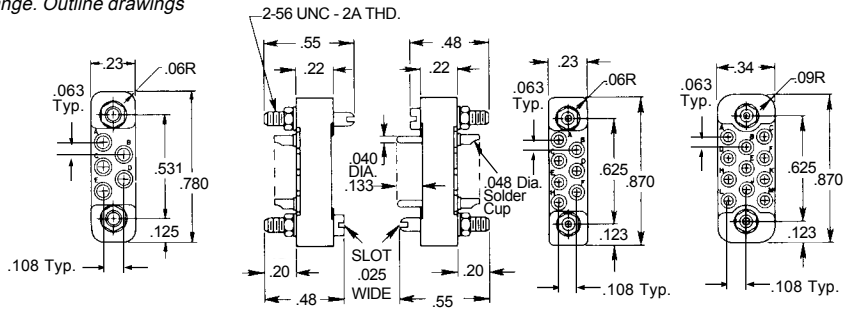 nge. Outline drawings
2-56 UNC - 2A THD.
.55
.48
.23
.22
.22
.23
.34
.06R
.06R
.09R
.063
Typ.
.063
Typ.
.063
Typ.
.531
.780
.125
.108 Typ.
.040
DIA.
.133
.048 Dia.
Solder
Cup
.625
.870
.123
.625
.870
.123
SLOT
.025
WIDE
.20
.20
.48
.55
.108 Typ.
.108 Typ.